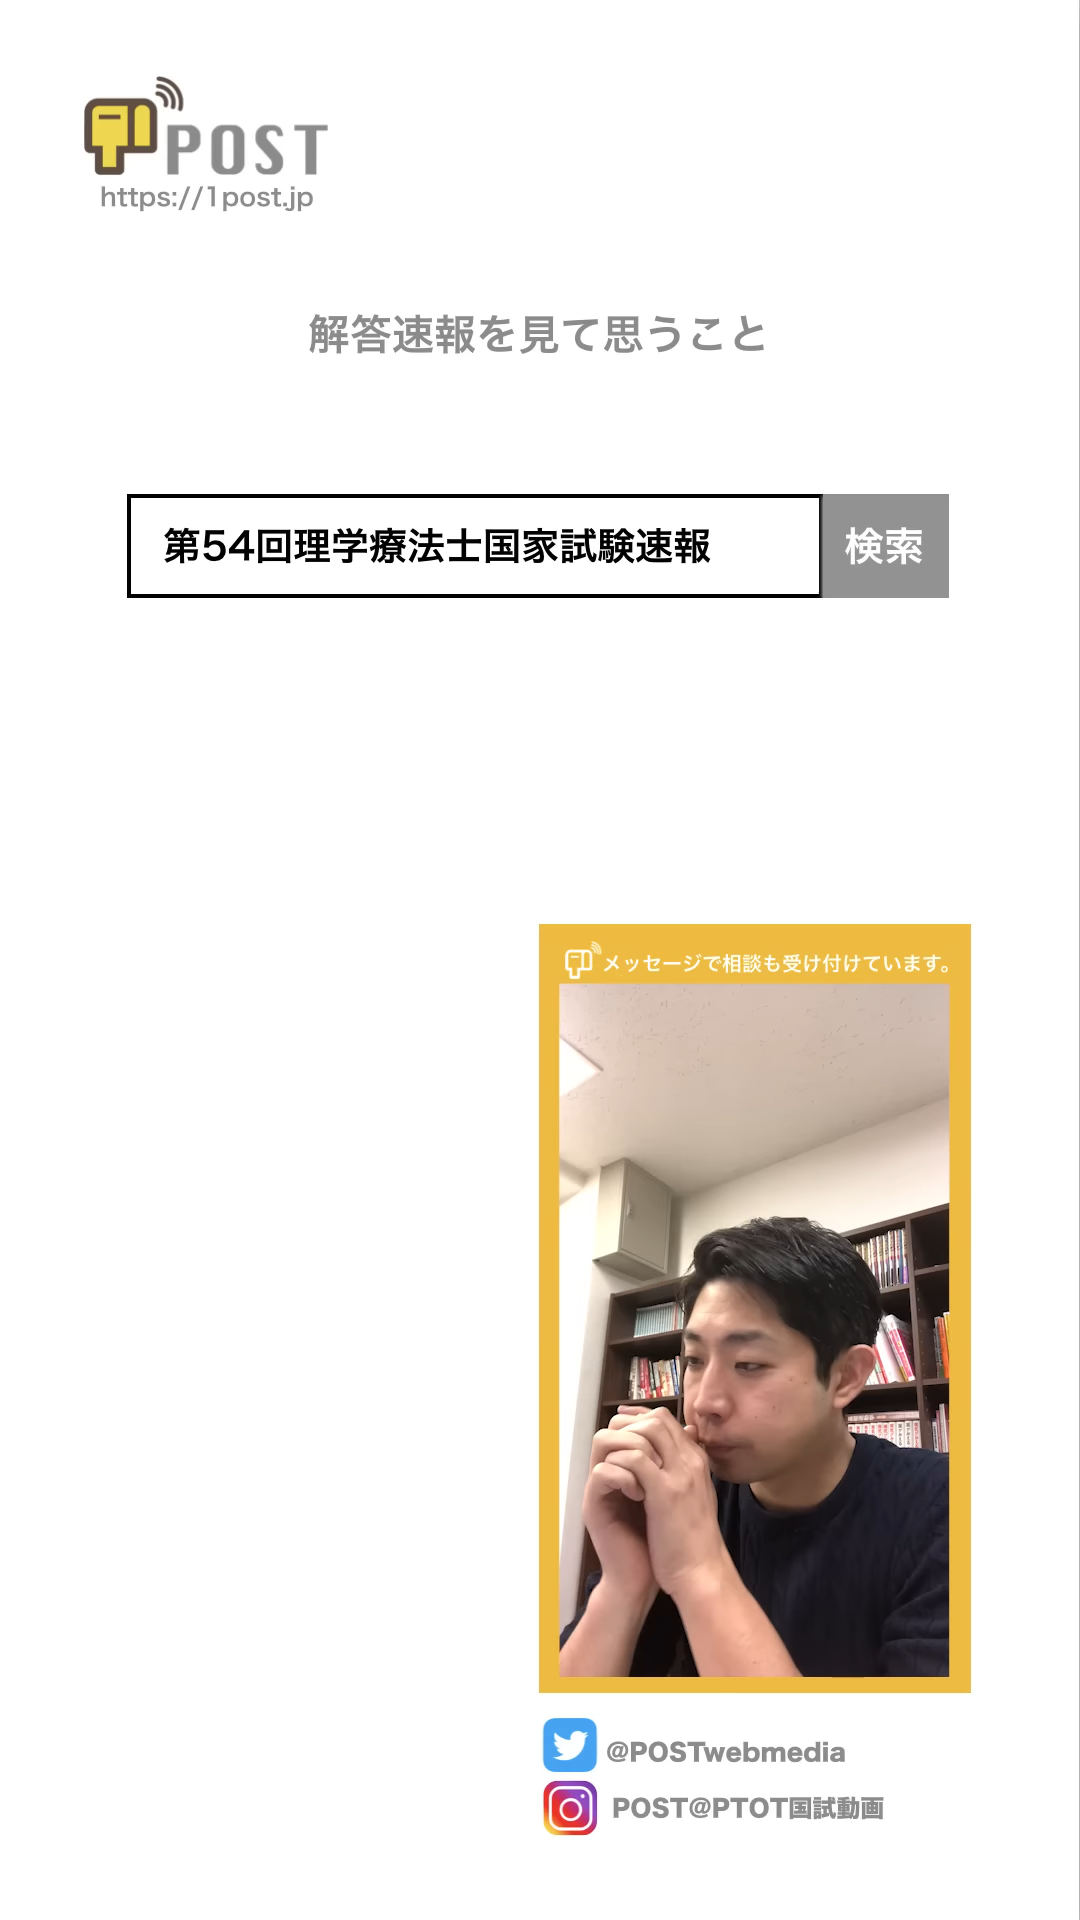 POST
https://1post.jp
解答速報を見て思うこと
第54回理学療法士国家試験速報
検索
メッセージで相談も受け付けています。
@POSTwebmedia
POST@PTOT国試動画